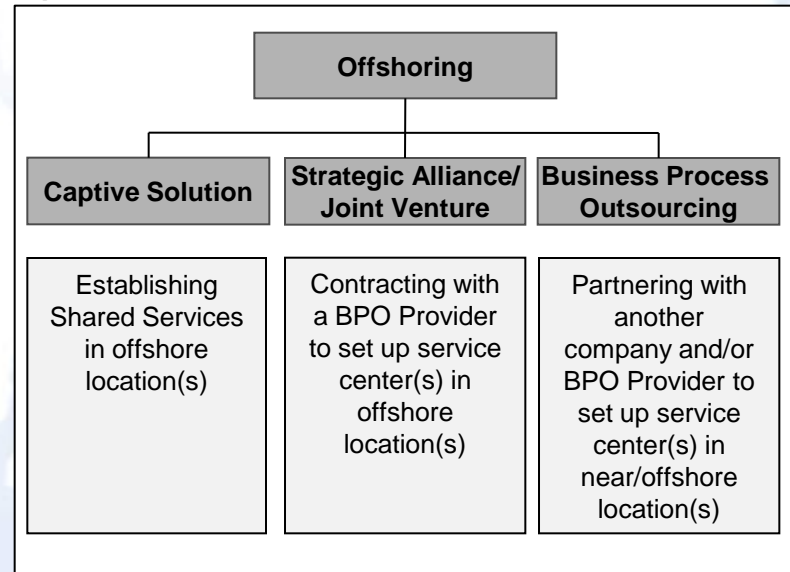 Offshoring
Captive Solution
Strategic Alliance/
Joint Venture
Business Process
Outsourcing
Establishing
Shared Services
in offshore
location(s)
Contracting with
a BPO Provider
to set up service
center(s) in
offshore
location(s)
Partnering with
another
company and/or
BPO Provider to
set up service
center(s) in
near/offshore
location(s)